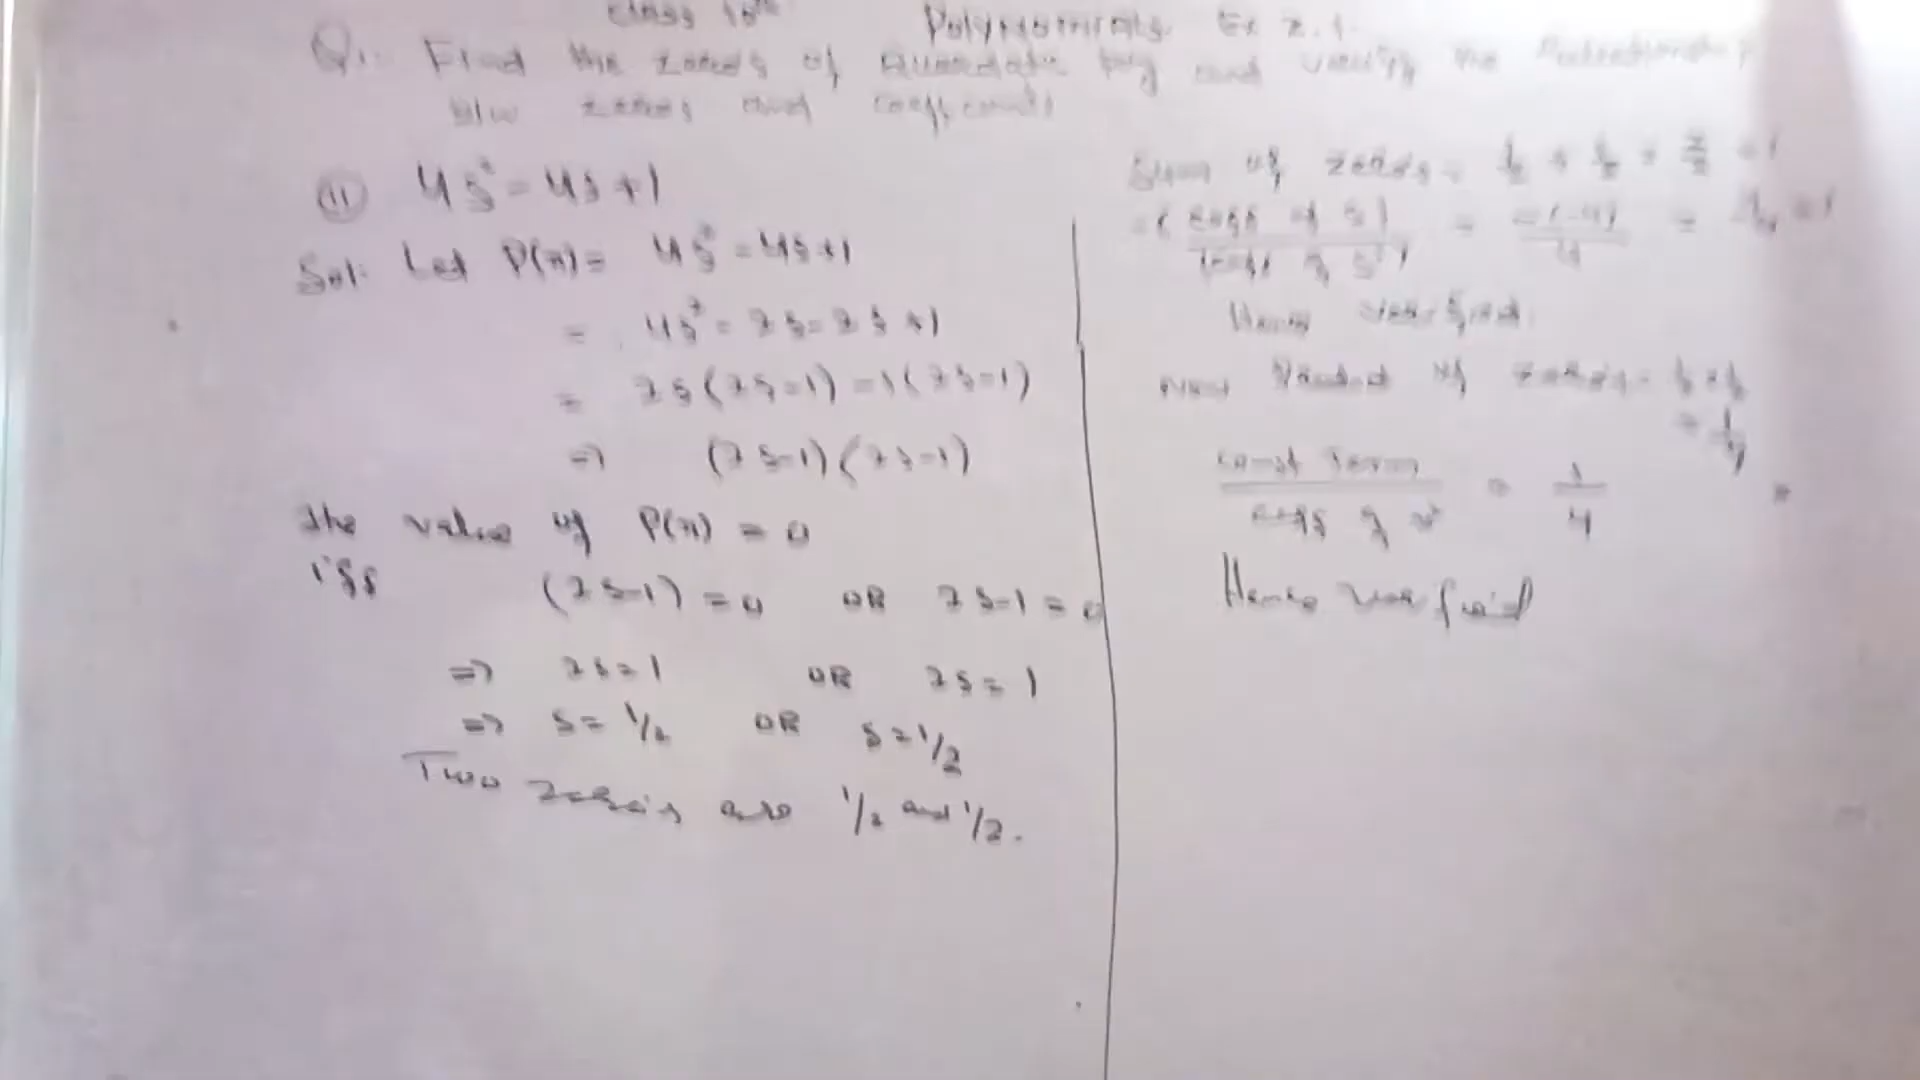 Class 10th Polynomials Ex 2.1
Q1. Find the zeroes of Quadratic Poly and verify the Relationship
b/w zeroes and coefficients
(ii) 4s² - 4s + 1
Sol: Let P(x) = 4s² - 4s + 1
= 4s² - 2s - 2s + 1
= 2s(2s - 1) - 1(2s - 1)
=> (2s - 1)(2s - 1)
The value of P(x) = 0
iff (2s - 1) = 0 OR 2s - 1 = 0
=> 2s = 1 OR 2s = 1
=> s = 1/2 OR s = 1/2
Two zeroes are 1/2 and 1/2.
Sum of zeroes = 1/2 + 1/2 = 2/2 = 1
= (coeff of s) / (coeff of s²) = -(-4)/4 = 4/4 = 1
Hence verified.
Now Product of zeroes = 1/2 × 1/2
= 1/4
Const Term / coeff of x² = 1/4
Hence verified